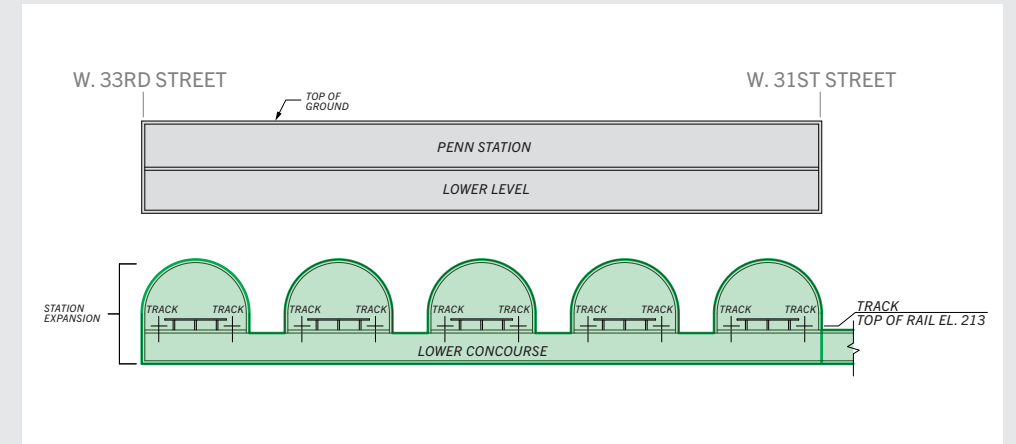 W. 33RD STREET
W. 31ST STREET
TOP OF
GROUND
PENN STATION
LOWER LEVEL
STATION
EXPANSION
TRACK TRACK TRACK TRACK TRACK TRACK TRACK TRACK TRACK TRACK
TRACK
TOP OF RAIL EL. 213
LOWER CONCOURSE